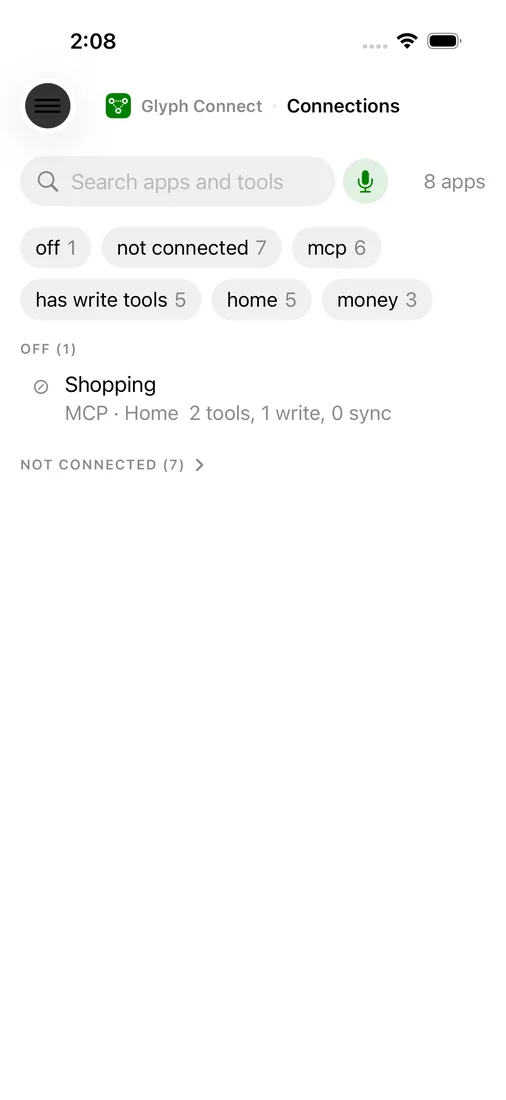 2:08
Glyph Connect · Connections
Search apps and tools
8 apps
off 1
not connected 7
mcp 6
has write tools 5
home 5
money 3
OFF (1)
Shopping
MCP · Home 2 tools, 1 write, 0 sync
NOT CONNECTED (7)